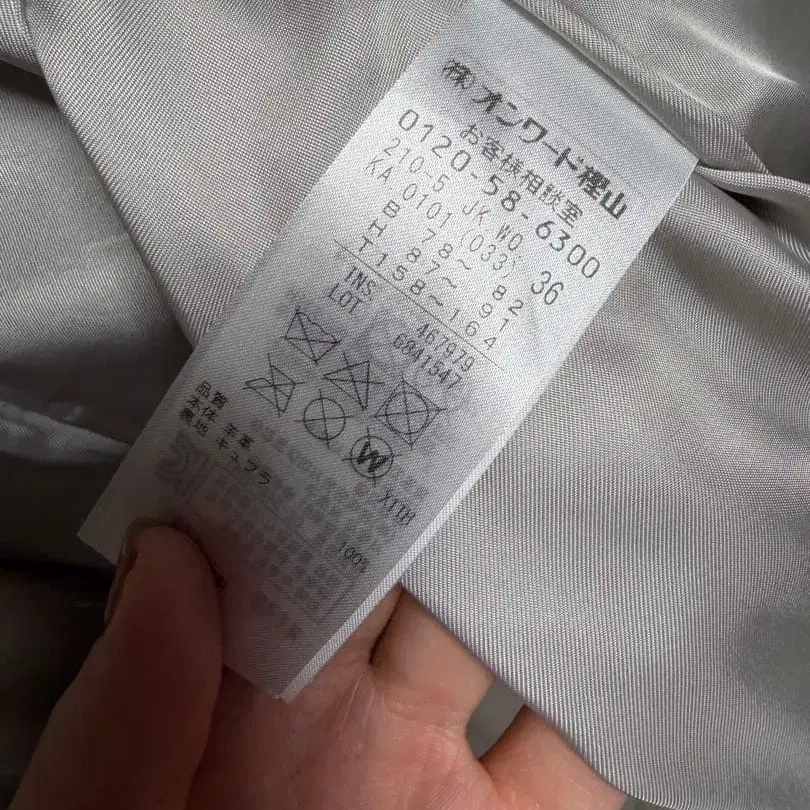 ㈱オンワード樫山
お客様相談室
0120-58-6300
210-5 JK,WO
KA 0101 (033) 36
B 78～ 82
H 87～ 91
T158～164
INS 467979
LOT 6841547
W
XTTM
品質
本体 羊革
裏地 キュプラ
100%